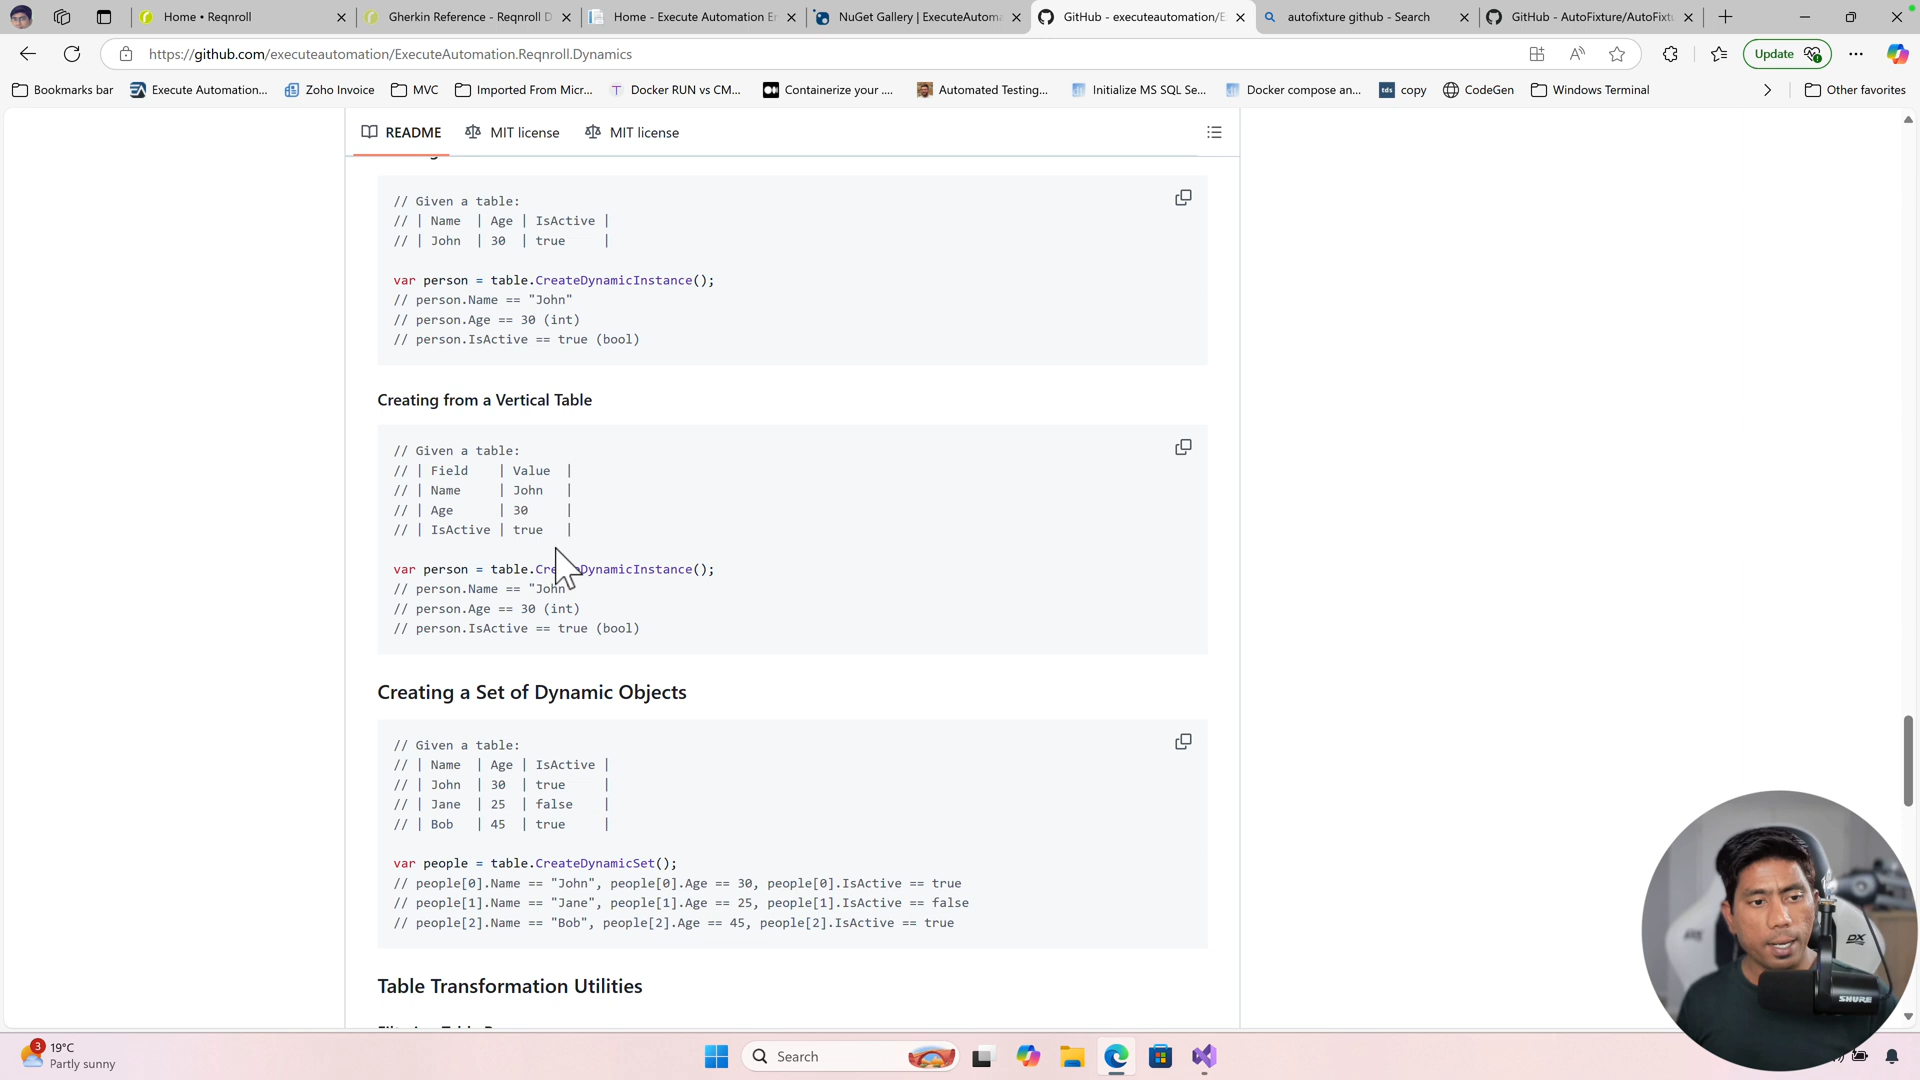 Home • Reqnroll
Gherkin Reference - Reqnroll D
Home - Execute Automation Er
NuGet Gallery | ExecuteAutoma
GitHub - executeautomation/E
autofixture github - Search
GitHub - AutoFixture/AutoFixtu
https://github.com/executeautomation/ExecuteAutomation.Reqnroll.Dynamics
Update
Bookmarks bar
Execute Automation...
Zoho Invoice
MVC
Imported From Micr...
Docker RUN vs CM...
Containerize your ....
Automated Testing...
Initialize MS SQL Se...
Docker compose an...
tds
copy
CodeGen
Windows Terminal
Other favorites
README
MIT license
MIT license
// Given a table:
// | Name | Age | IsActive |
// | John | 30 | true |
var person = table.CreateDynamicInstance();
// person.Name == "John"
// person.Age == 30 (int)
// person.IsActive == true (bool)
Creating from a Vertical Table
// Given a table:
// | Field | Value |
// | Name | John |
// | Age | 30 |
// | IsActive | true |
var person = table.CreateDynamicInstance();
// person.Name == "John"
// person.Age == 30 (int)
// person.IsActive == true (bool)
Creating a Set of Dynamic Objects
// Given a table:
// | Name | Age | IsActive |
// | John | 30 | true |
// | Jane | 25 | false |
// | Bob | 45 | true |
var people = table.CreateDynamicSet();
// people[0].Name == "John", people[0].Age == 30, people[0].IsActive == true
// people[1].Name == "Jane", people[1].Age == 25, people[1].IsActive == false
// people[2].Name == "Bob", people[2].Age == 45, people[2].IsActive == true
Table Transformation Utilities
DX
SHURE
3
19°C
Partly sunny
Search